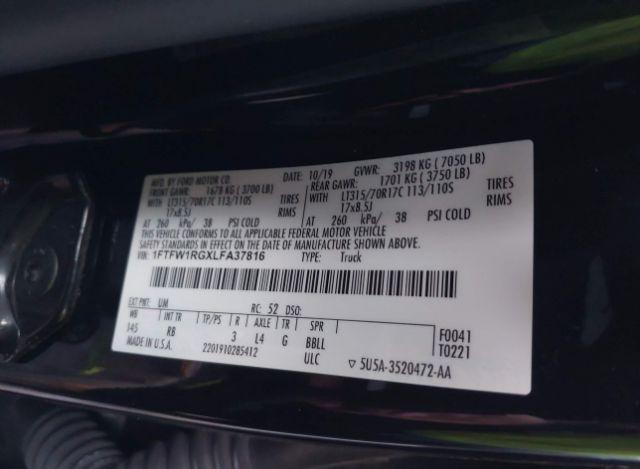 MFD. BY FORD MOTOR CO.
DATE: 10/19 GVWR: 3198 KG ( 7050 LB)
FRONT GAWR: 1678 KG ( 3700 LB) REAR GAWR: 1701 KG ( 3750 LB)
WITH LT315/70R17C 113/110S TIRES WITH LT315/70R17C 113/110S TIRES
17x8.5J RIMS 17x8.5J RIMS
AT 260 kPa/ 38 PSI COLD AT 260 kPa/ 38 PSI COLD
THIS VEHICLE CONFORMS TO ALL APPLICABLE FEDERAL MOTOR VEHICLE
SAFETY STANDARDS IN EFFECT ON THE DATE OF MANUFACTURE SHOWN ABOVE.
VIN: 1FTFW1RGXLFA37816 TYPE: Truck
EXT PNT: UM RC: 52 DSO:
WB INT TR TP/PS R AXLE TR SPR F0041
145 RB 3 L4 G BBLL T0221
MADE IN U.S.A. 2201910285412 ULC ▽ 5U5A-3520472-AA